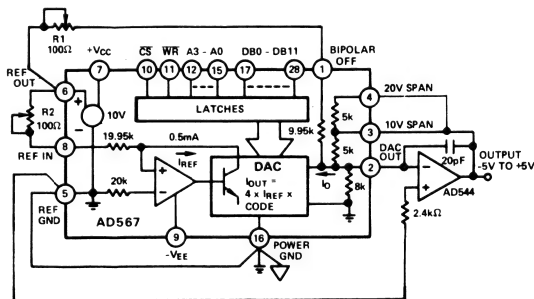 R1
100Ω
REF
OUT
+VCC
CS WR A3 - A0 DB0 - DB11
BIPOLAR
OFF
7 10 11 12 15 17 28 1
6
R2
100Ω
+
10V
−
LATCHES
9.95k
5k
4
20V SPAN
3
10V SPAN
5k
DAC
OUT
2
20pF
OUTPUT
-5V TO +5V
REF IN
8
19.95k
0.5mA
IREF
DAC
IOUT =
4 x IREF x
CODE
IO
8k
−
+
AD544
2.4kΩ
5
REF
GND
20k
+
−
AD567
9
-VEE
16
POWER
GND